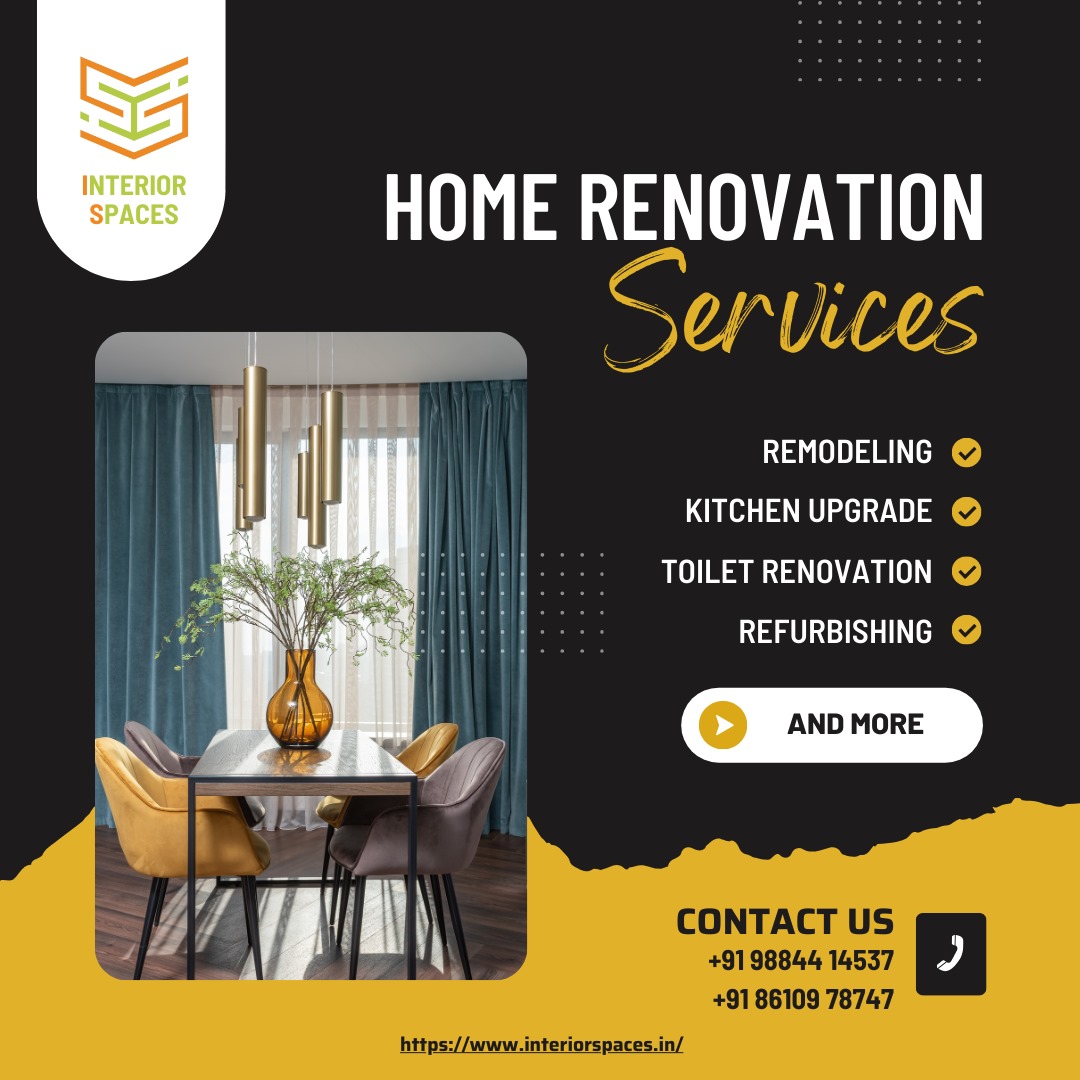 INTERIOR
SPACES
HOME RENOVATION
Services
REMODELING
KITCHEN UPGRADE
TOILET RENOVATION
REFURBISHING
AND MORE
CONTACT US
+91 98844 14537
+91 86109 78747
https://www.interiorspaces.in/